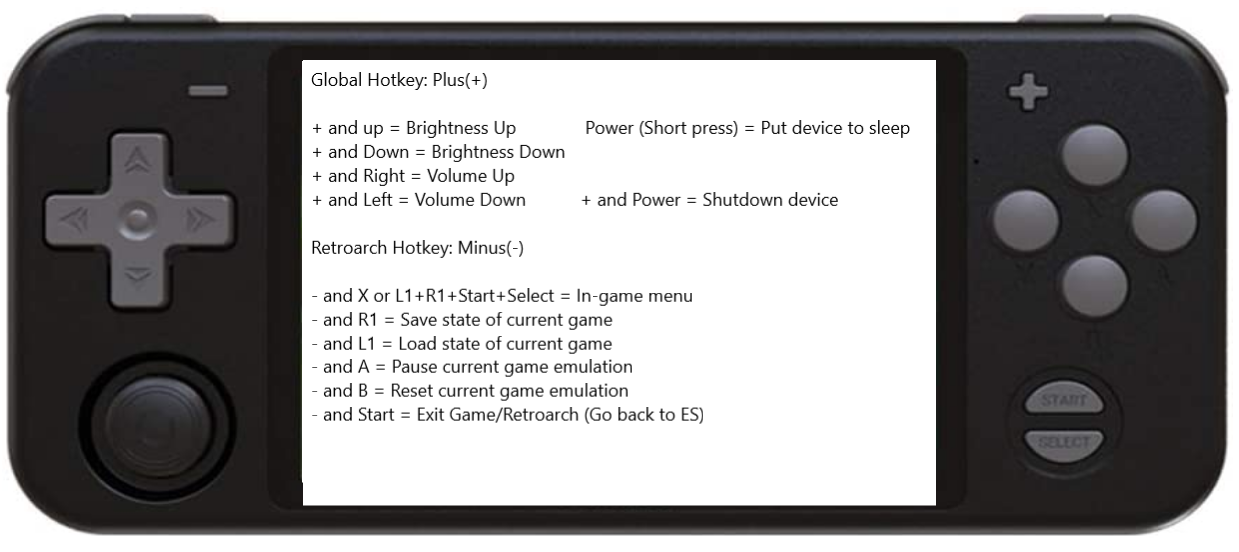 Global Hotkey: Plus(+)
+ and up = Brightness Up Power (Short press) = Put device to sleep
+ and Down = Brightness Down
+ and Right = Volume Up
+ and Left = Volume Down + and Power = Shutdown device
Retroarch Hotkey: Minus(-)
- and X or L1+R1+Start+Select = In-game menu
- and R1 = Save state of current game
- and L1 = Load state of current game
- and A = Pause current game emulation
- and B = Reset current game emulation
- and Start = Exit Game/Retroarch (Go back to ES)
START
SELECT